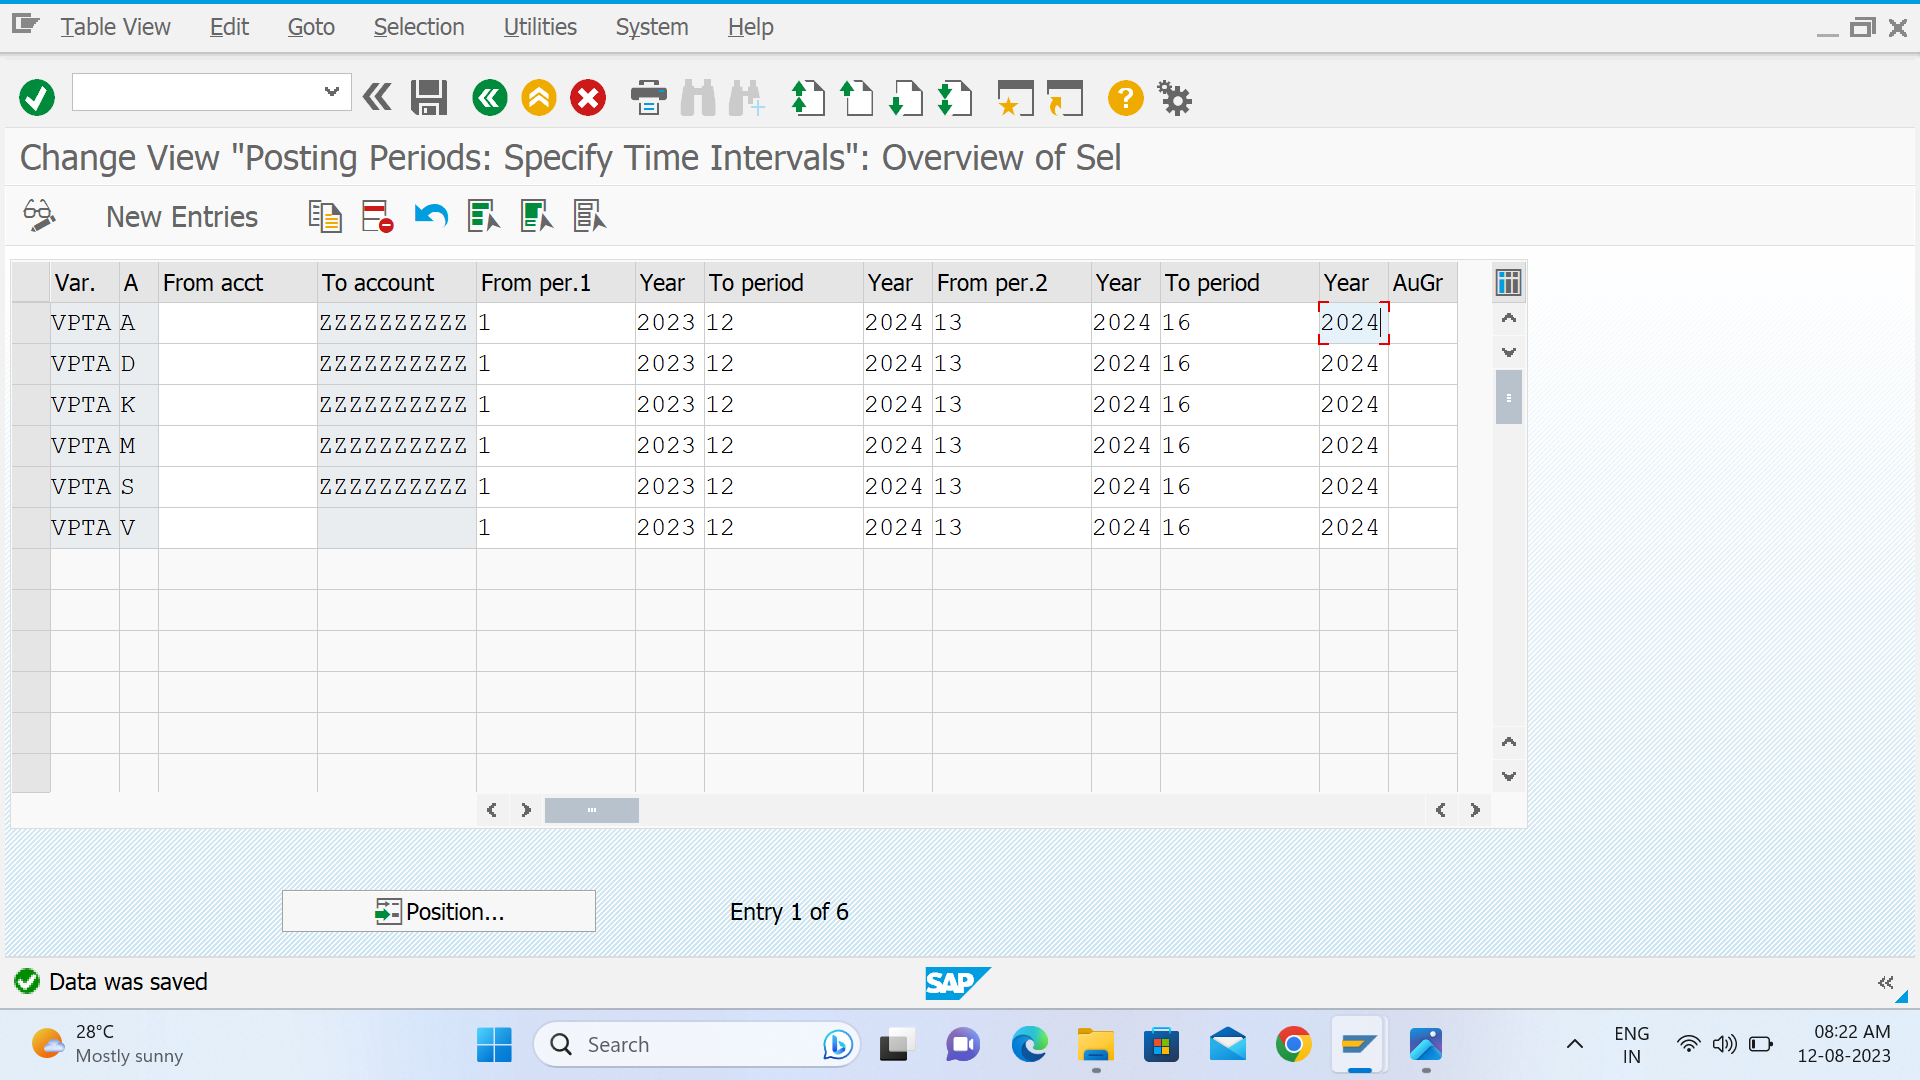 Table View Edit Goto Selection Utilities System Help
Change View "Posting Periods: Specify Time Intervals": Overview of Sel
New Entries
Var. A From acct To account From per.1 Year To period Year From per.2 Year To period Year AuGr
VPTA A ZZZZZZZZZZ 1 2023 12 2024 13 2024 16 2024
VPTA D ZZZZZZZZZZ 1 2023 12 2024 13 2024 16 2024
VPTA K ZZZZZZZZZZ 1 2023 12 2024 13 2024 16 2024
VPTA M ZZZZZZZZZZ 1 2023 12 2024 13 2024 16 2024
VPTA S ZZZZZZZZZZ 1 2023 12 2024 13 2024 16 2024
VPTA V 1 2023 12 2024 13 2024 16 2024
Position... Entry 1 of 6
Data was saved SAP
28°C
Mostly sunny
Search
ENG
IN
08:22 AM
12-08-2023